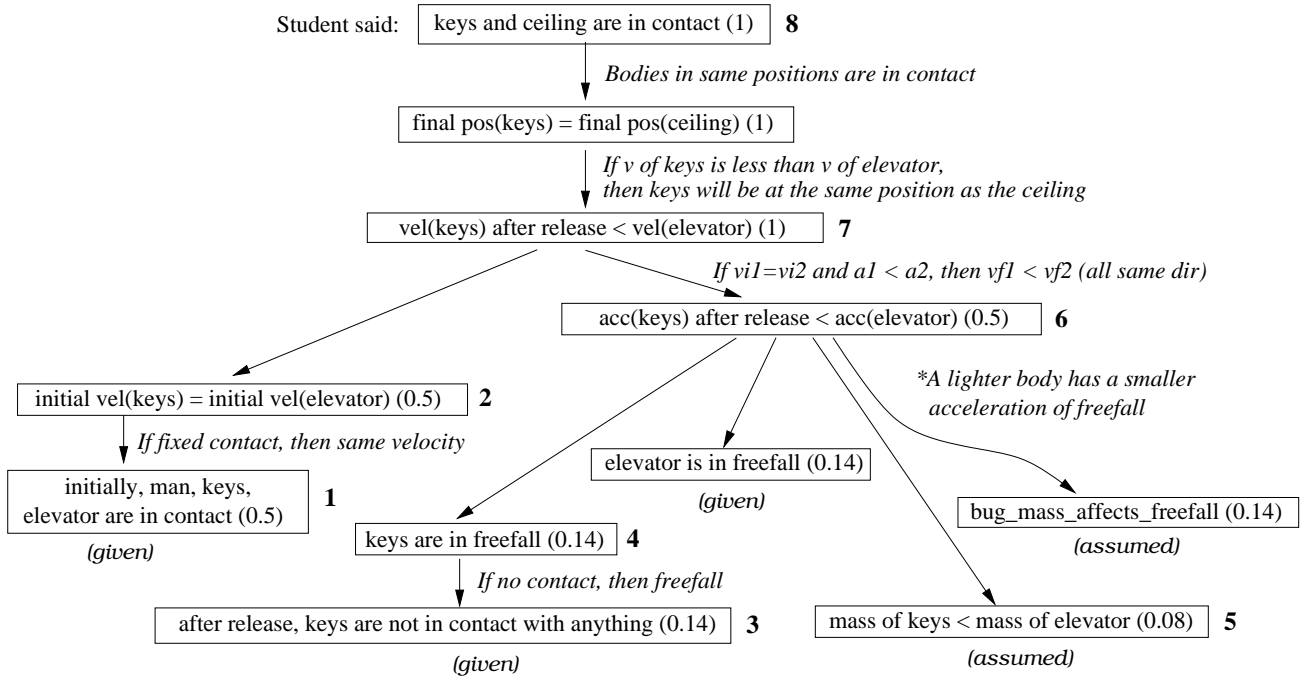 Student said: keys and ceiling are in contact (1) 8
Bodies in same positions are in contact
final pos(keys) = final pos(ceiling) (1)
If v of keys is less than v of elevator,
then keys will be at the same position as the ceiling
vel(keys) after release < vel(elevator) (1) 7
If vi1=vi2 and a1 < a2, then vf1 < vf2 (all same dir)
acc(keys) after release < acc(elevator) (0.5) 6
*A lighter body has a smaller
acceleration of freefall
initial vel(keys) = initial vel(elevator) (0.5) 2
If fixed contact, then same velocity
elevator is in freefall (0.14)
(given)
initially, man, keys,
elevator are in contact (0.5) 1
(given)
bug_mass_affects_freefall (0.14)
(assumed)
keys are in freefall (0.14) 4
If no contact, then freefall
after release, keys are not in contact with anything (0.14) 3
(given)
mass of keys < mass of elevator (0.08) 5
(assumed)